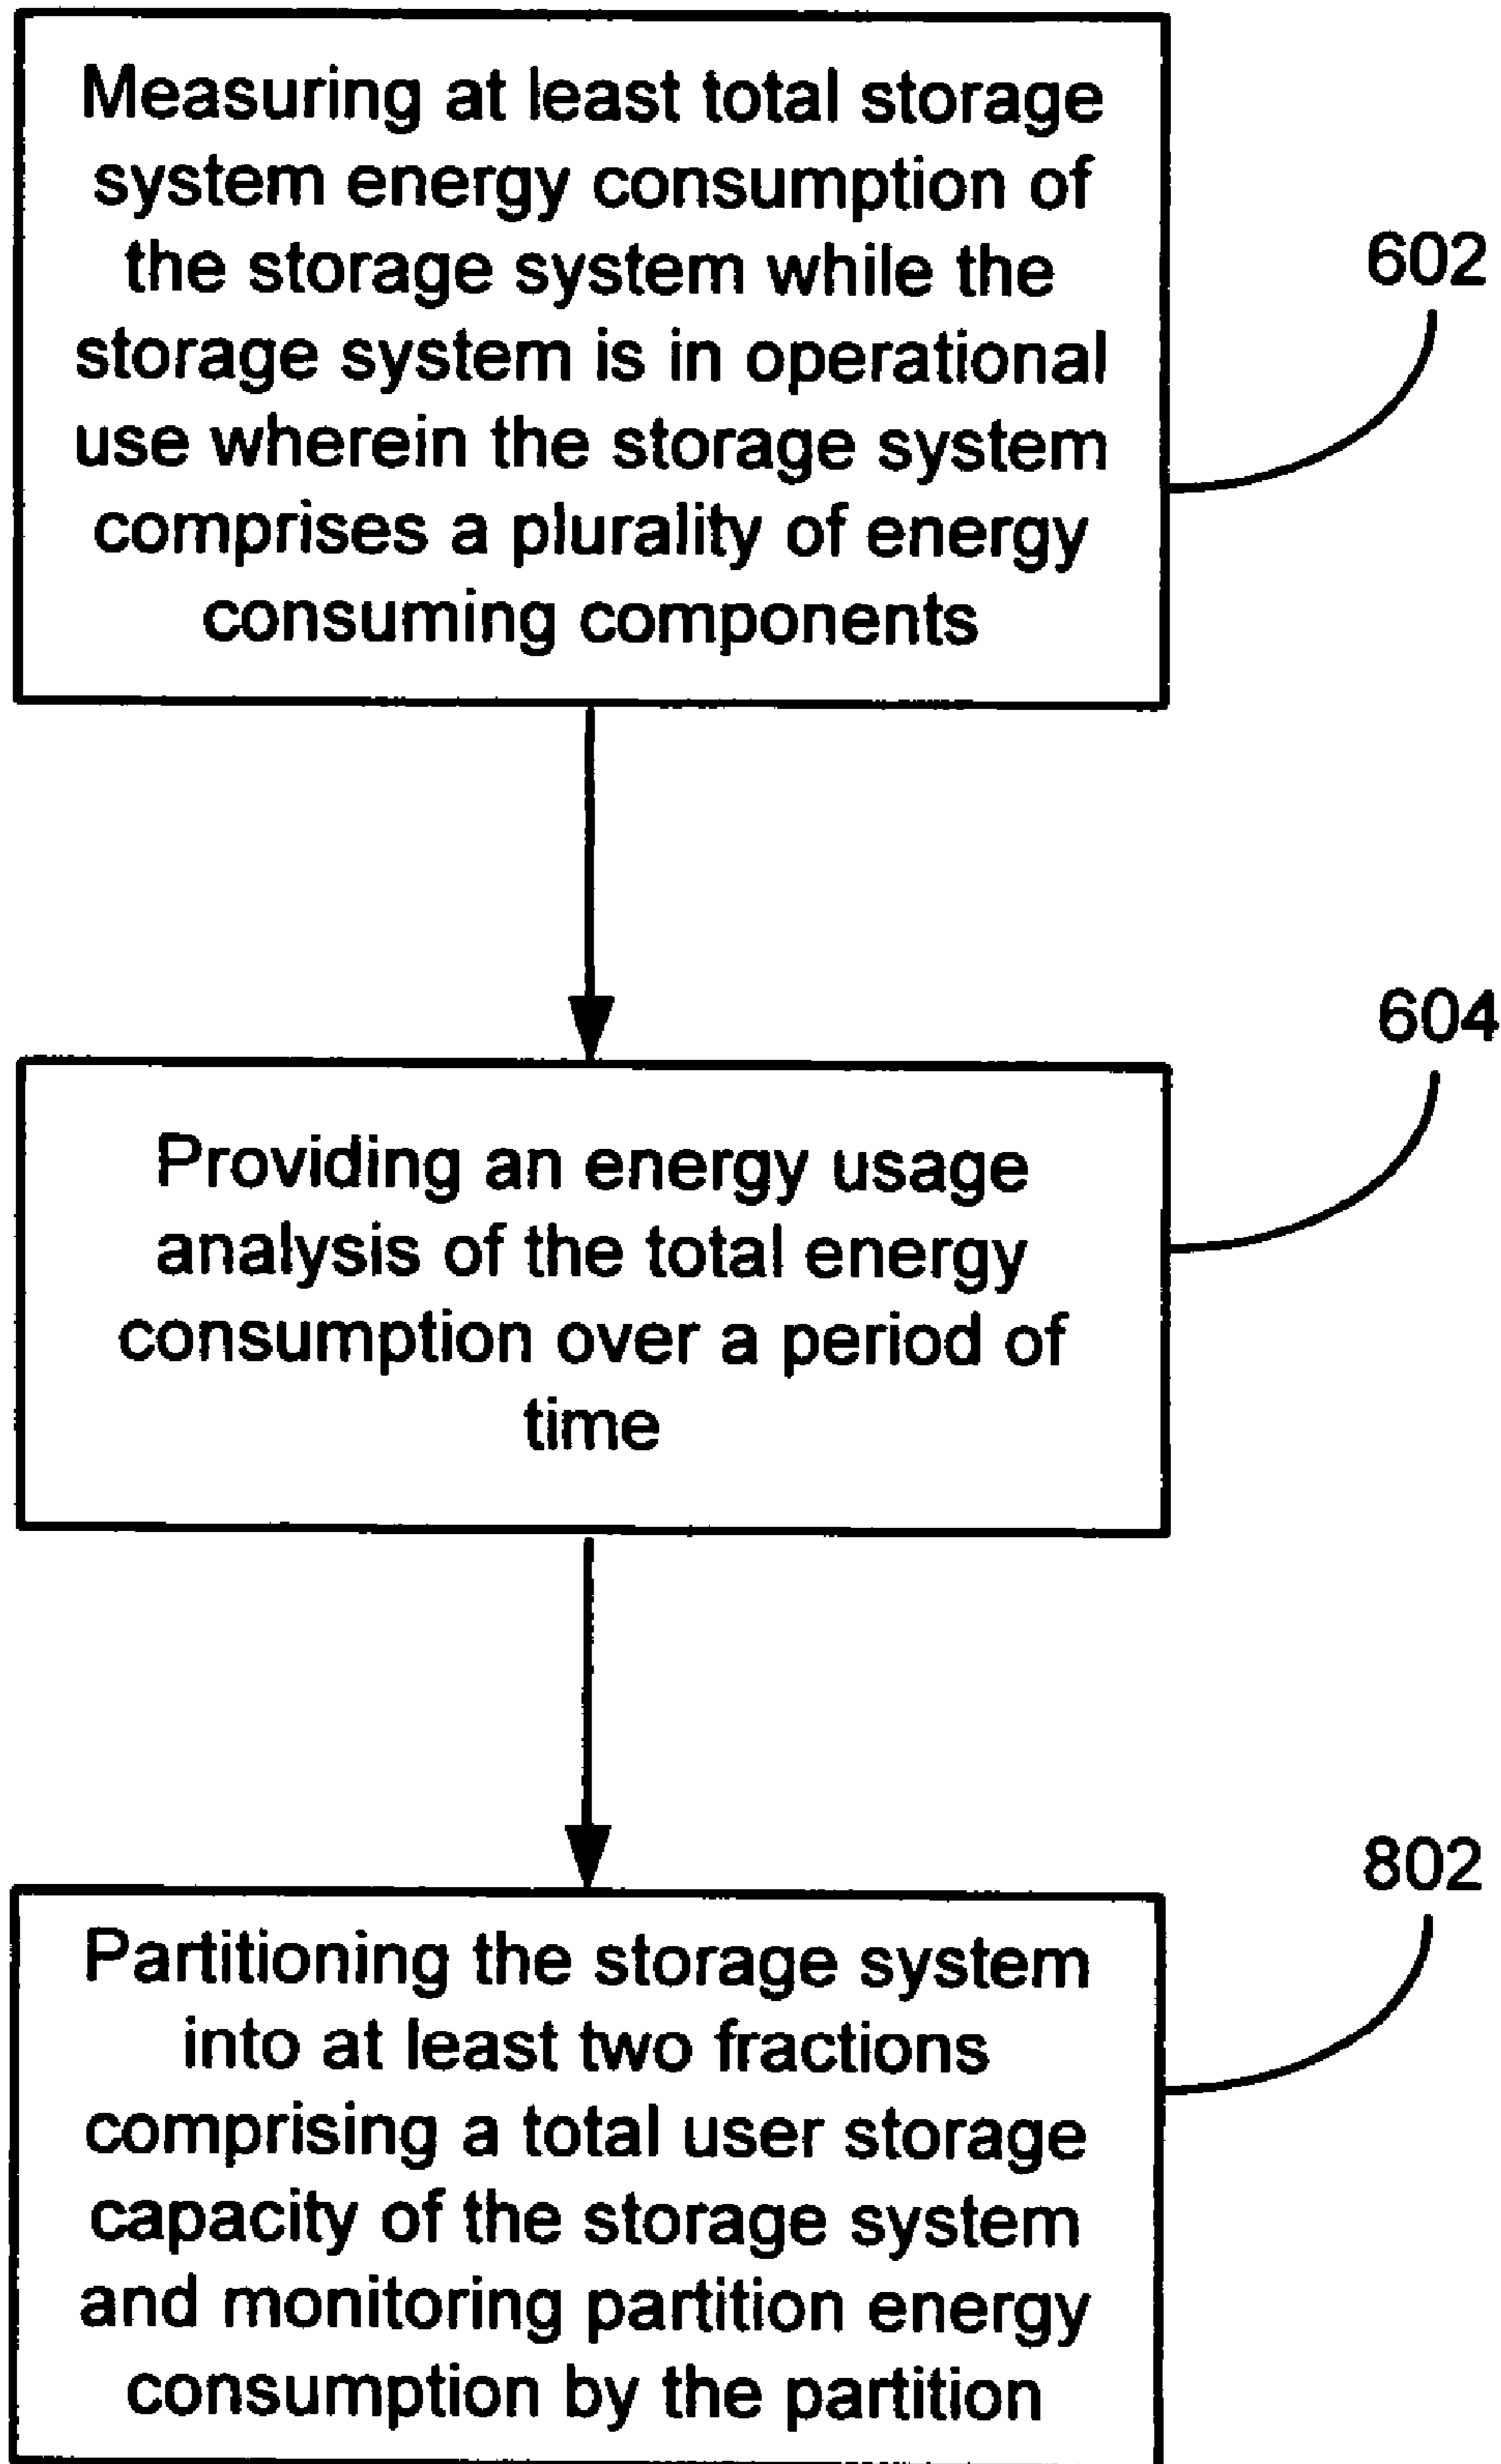 Measuring at least total storage
system energy consumption of
the storage system while the
storage system is in operational
use wherein the storage system
comprises a plurality of energy
consuming components
602
Providing an energy usage
analysis of the total energy
consumption over a period of
time
604
Partitioning the storage system
into at least two fractions
comprising a total user storage
capacity of the storage system
and monitoring partition energy
consumption by the partition
802